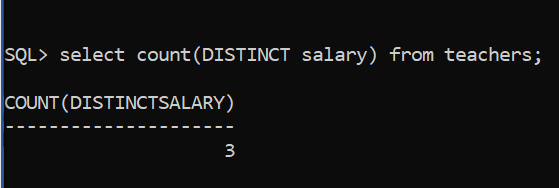 SQL> select count(DISTINCT salary) from teachers;
COUNT(DISTINCTSALARY)
---------------------
3